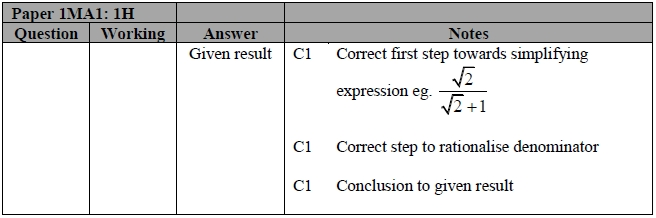 Paper 1MA1: 1H
Question Working Answer Notes
Given result C1 Correct first step towards simplifying
expression eg. √2/(√2+1)
C1 Correct step to rationalise denominator
C1 Conclusion to given result